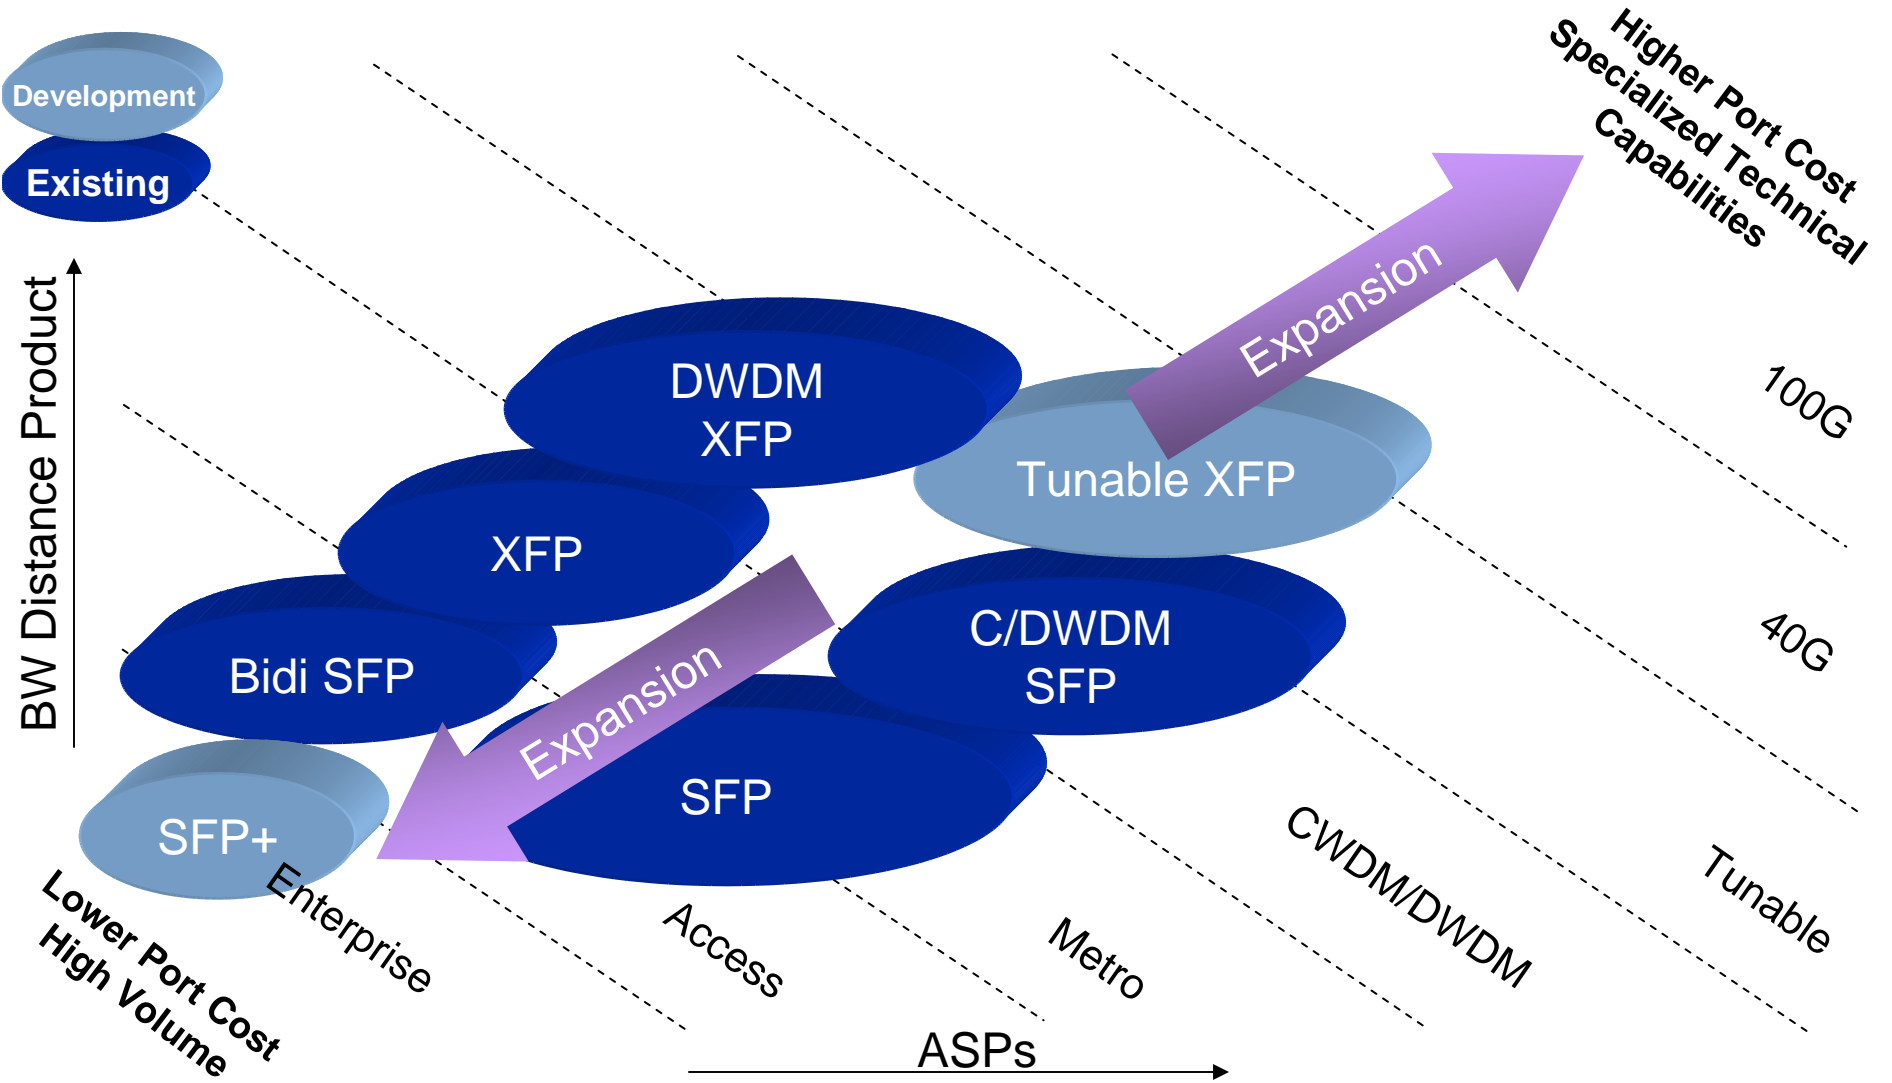 Higher Port Cost
Specialized Technical
Capabilities
Development
Existing
BW Distance Product
Expansion
DWDM
XFP
100G
Tunable XFP
XFP
C/DWDM
SFP
40G
Bidi SFP
Expansion
SFP
SFP+
CWDM/DWDM
Tunable
Enterprise
Access
Metro
Lower Port Cost
High Volume
ASPs